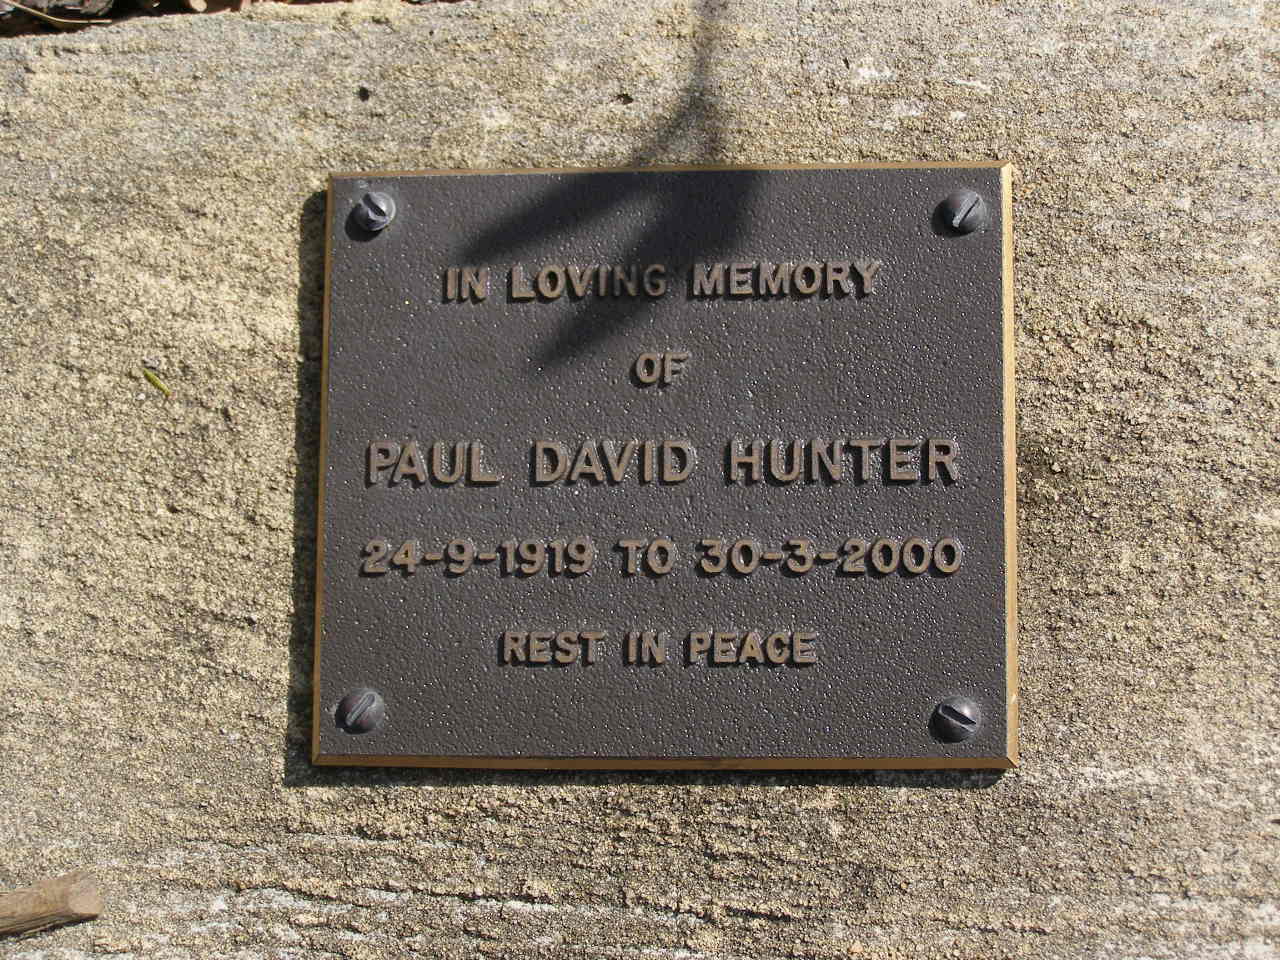 IN LOVING MEMORY
OF
PAUL DAVID HUNTER
24-9-1919 TO 30-3-2000
REST IN PEACE